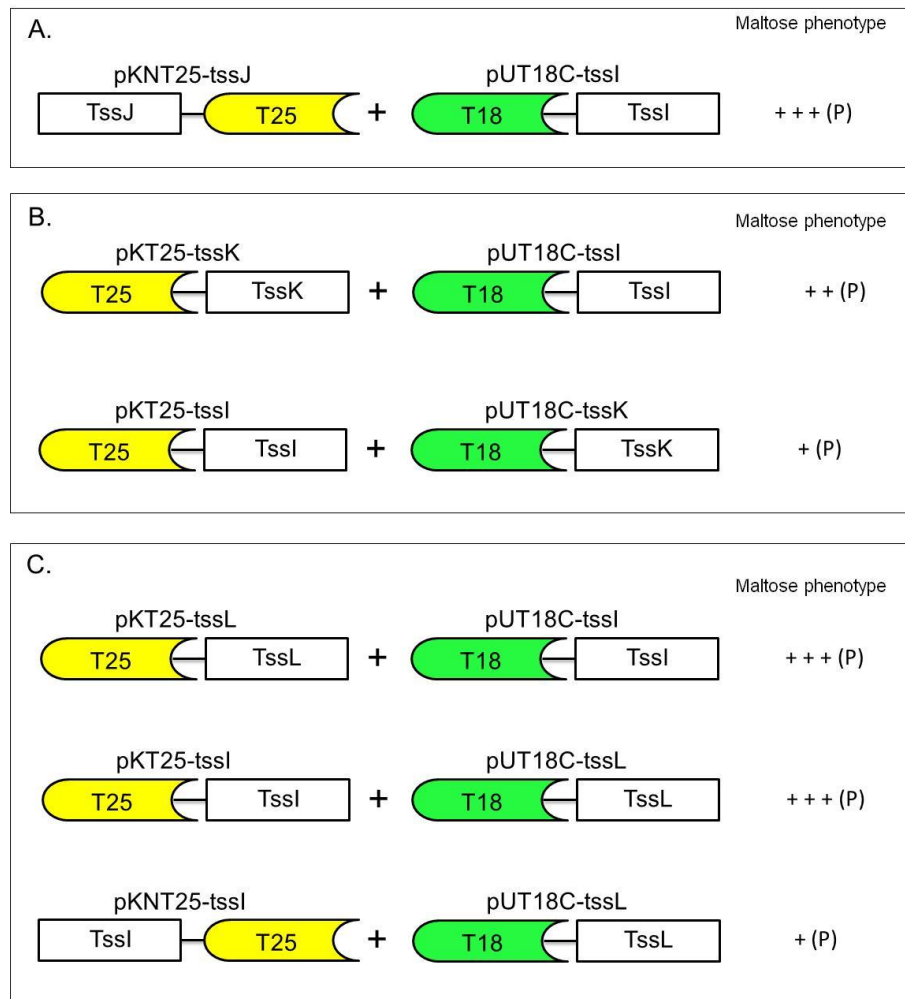 A.
Maltose phenotype
pKNT25-tssJ pUT18C-tssI
TssJ T25 + T18 TssI + + + (P)
B.
Maltose phenotype
pKT25-tssK pUT18C-tssI
T25 TssK + T18 TssI + + (P)
pKT25-tssI pUT18C-tssK
T25 TssI + T18 TssK + (P)
C.
Maltose phenotype
pKT25-tssL pUT18C-tssI
T25 TssL + T18 TssI + + + (P)
pKT25-tssI pUT18C-tssL
T25 TssI + T18 TssL + + + (P)
pKNT25-tssI pUT18C-tssL
TssI T25 + T18 TssL + (P)